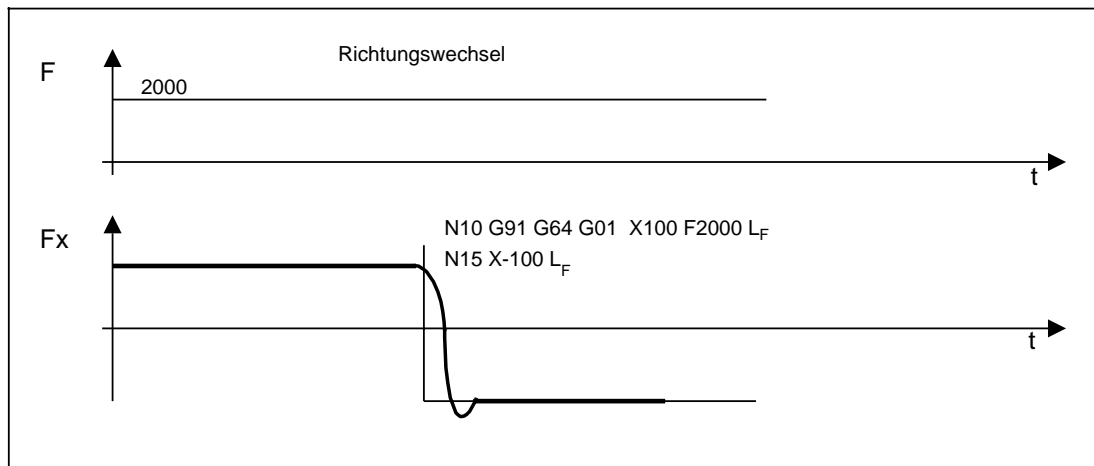 Richtungswechsel
F
2000
t
N10 G91 G64 G01 X100 F2000 LF
Fx
N15 X-100 LF
t